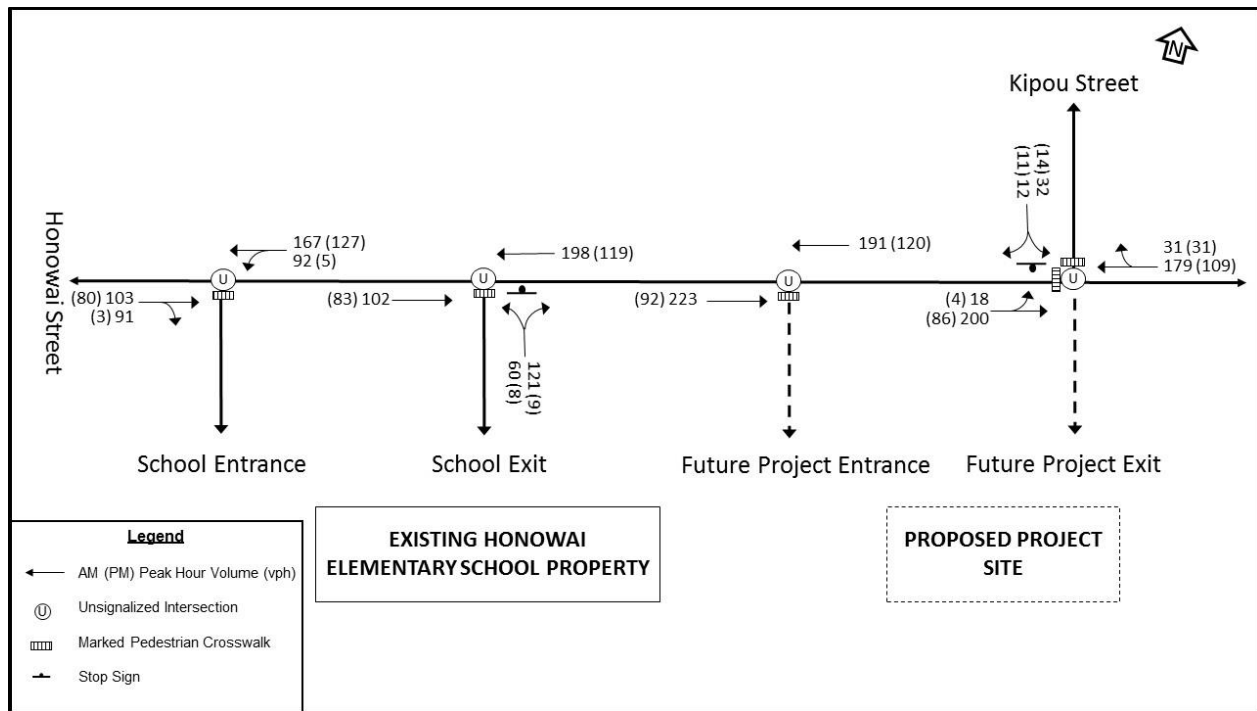 N
Kipou Street
(14) 32
(11) 12
Honowai Street
167 (127)
92 (5)
198 (119)
191 (120)
31 (31)
179 (109)
U
U
U
U
(80) 103
(3) 91
(83) 102
(92) 223
(4) 18
(86) 200
121 (9)
60 (8)
School Entrance
School Exit
Future Project Entrance
Future Project Exit
Legend
AM (PM) Peak Hour Volume (vph)
U Unsignalized Intersection
Marked Pedestrian Crosswalk
Stop Sign
EXISTING HONOWAI
ELEMENTARY SCHOOL PROPERTY
PROPOSED PROJECT
SITE